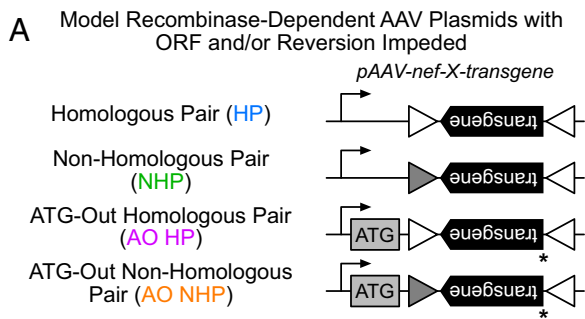 A
Model Recombinase-Dependent AAV Plasmids with
ORF and/or Reversion Impeded
pAAV-nef-X-transgene
Homologous Pair (HP)
transgene
Non-Homologous Pair
(NHP)
transgene
ATG-Out Homologous Pair
(AO HP)
ATG
transgene
*
ATG-Out Non-Homologous
Pair (AO NHP)
ATG
transgene
*